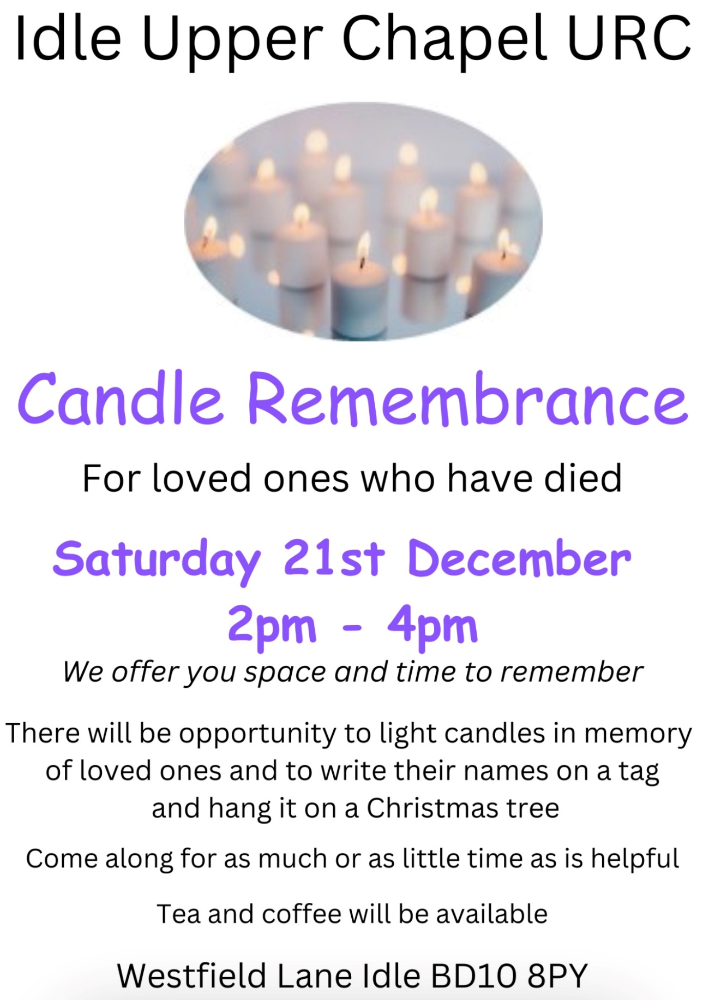 Idle Upper Chapel URC
Candle Remembrance
For loved ones who have died
Saturday 21st December
2pm - 4pm
We offer you space and time to remember
There will be opportunity to light candles in memory
of loved ones and to write their names on a tag
and hang it on a Christmas tree
Come along for as much or as little time as is helpful
Tea and coffee will be available
Westfield Lane Idle BD10 8PY